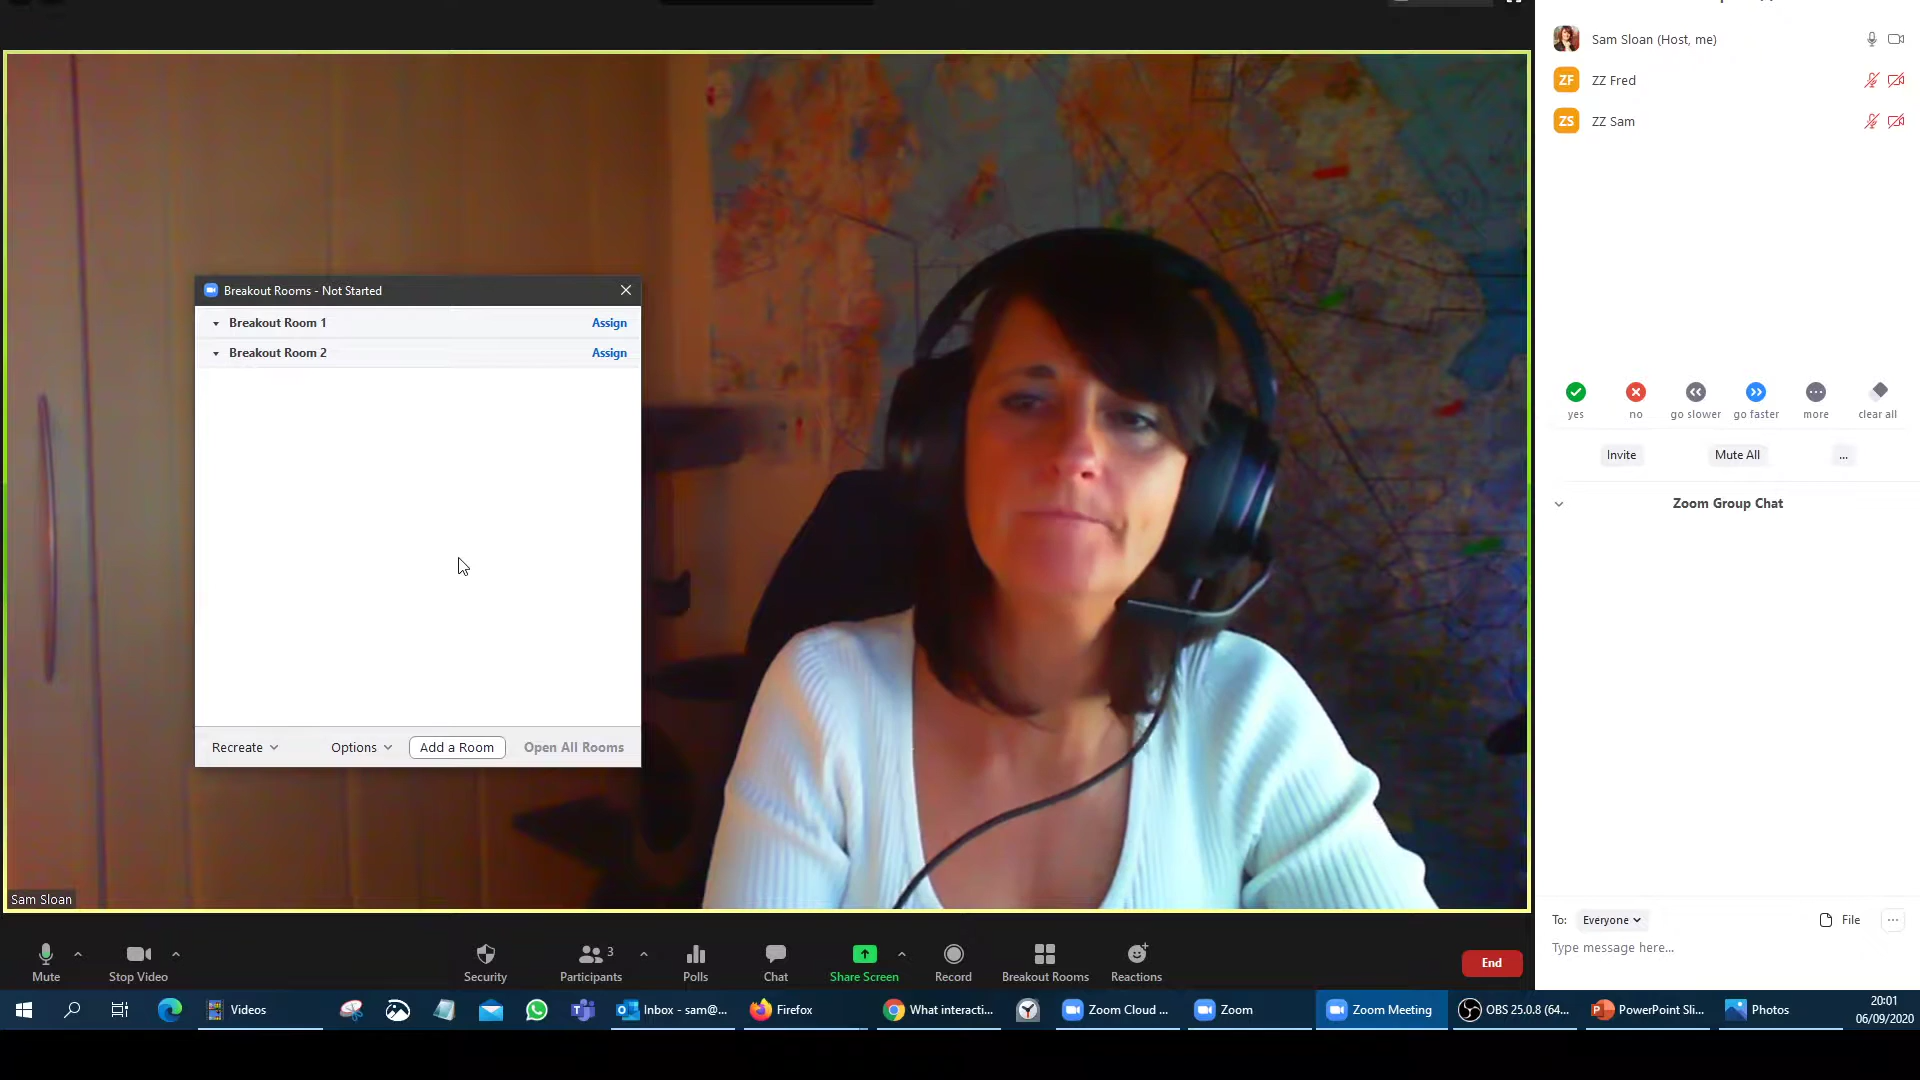 Sam Sloan (Host, me)
ZF ZZ Fred
ZS ZZ Sam
Breakout Rooms - Not Started
Breakout Room 1 Assign
Breakout Room 2 Assign
Recreate Options Add a Room Open All Rooms
yes no go slower go faster more clear all
Invite Mute All ...
Zoom Group Chat
Sam Sloan
To: Everyone File
Type message here...
Mute Stop Video Security Participants 3 Polls Chat Share Screen Record Breakout Rooms Reactions End
Videos Inbox - sam@... Firefox What interacti... Zoom Cloud ... Zoom Zoom Meeting OBS 25.0.8 (64... PowerPoint Sli... Photos
20:01
06/09/2020